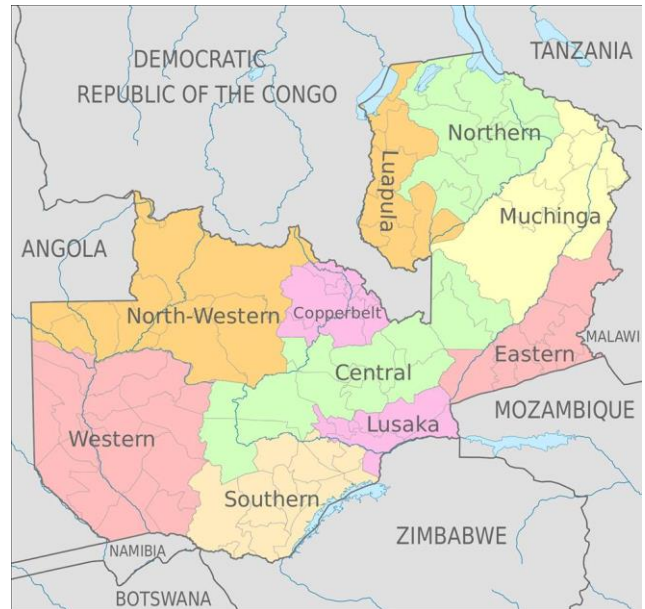 DEMOCRATIC
REPUBLIC OF THE CONGO
TANZANIA
Northern
Luapula
Muchinga
ANGOLA
North-Western
Copperbelt
Eastern
MALAWI
Central
MOZAMBIQUE
Lusaka
Western
Southern
ZIMBABWE
NAMIBIA
BOTSWANA